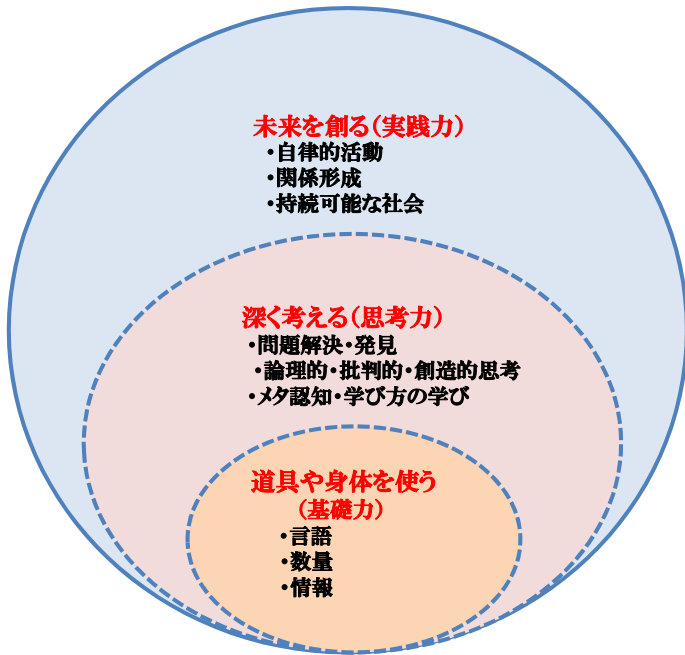 未来を創る(実践力)
・自律的活動
・関係形成
・持続可能な社会
深く考える(思考力)
・問題解決・発見
・論理的・批判的・創造的思考
・メタ認知・学び方の学び
道具や身体を使う
(基礎力)
・言語
・数量
・情報